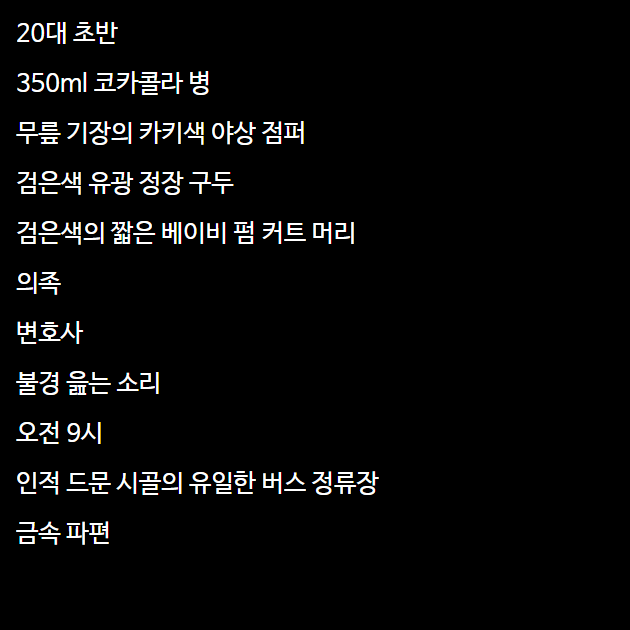 20대 초반
350ml 코카콜라 병
무릎 기장의 카키색 야상 점퍼
검은색 유광 정장 구두
검은색의 짧은 베이비 펌 커트 머리
의족
변호사
불경 읊는 소리
오전 9시
인적 드문 시골의 유일한 버스 정류장
금속 파편